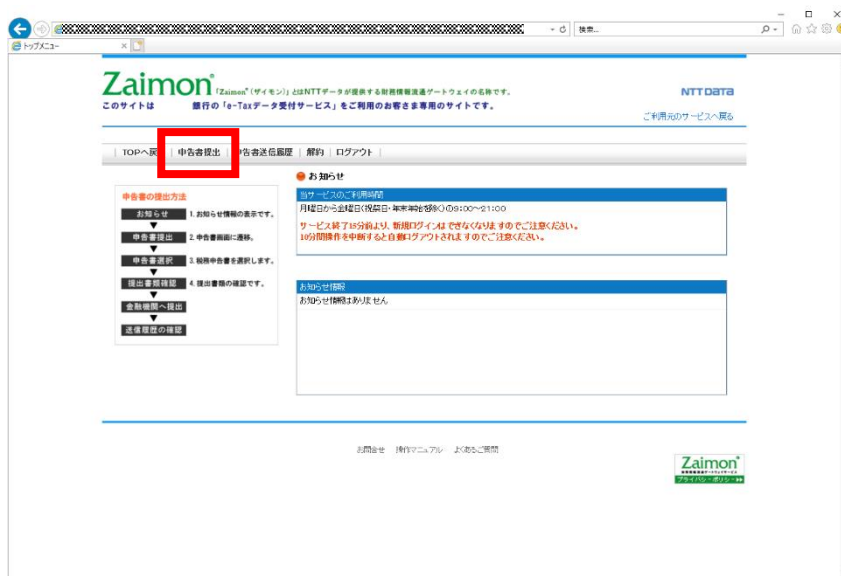 検索...
トップメニュー
Zaimon
(Zaimon®(ザイモン)」とはNTTデータが提供する財務情報流通ゲートウェイの名称です。
このサイトは 銀行の「e-Taxデータ受付サービス」をご利用のお客さま専用のサイトです。
NTT DATA
ご利用元のサービスへ戻る
TOPへ戻 | 申告書提出 | 申告書送信履歴 | 解約 | ログアウト |
お知らせ
申告書の提出方法
お知らせ 1.お知らせ情報の表示です。
申告書提出 2.申告書画面に遷移。
申告書選択 3.税務申告書を選択します。
提出書類確認 4.提出書類の確認です。
金融機関へ提出
送信履歴の確認
当サービスのご利用時間
月曜日から金曜日(祝祭日・年末年始を除く)の9:00~21:00
サービス終了15分前より、新規ログインはできなくなりますのでご注意ください。
10分間操作を中断すると自動ログアウトされますのでご注意ください。
お知らせ情報
お知らせ情報はありません
お問合せ 操作マニュアル よくあるご質問
Zaimon
プライバシーポリシー